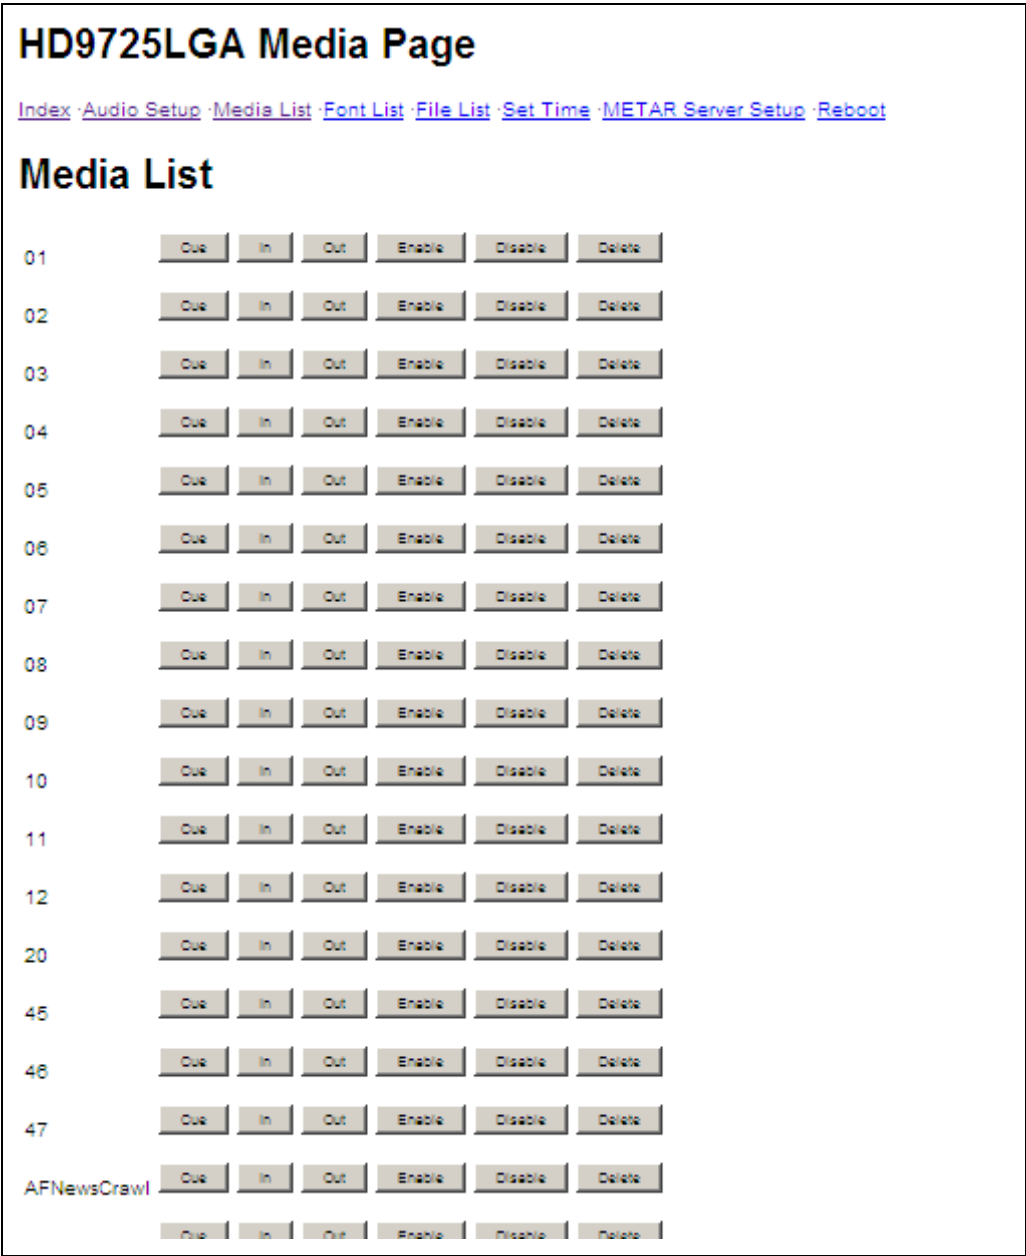 HD9725LGA Media Page
Index ·Audio Setup ·Media List ·Font List ·File List ·Set Time ·METAR Server Setup ·Reboot
Media List
01 Cue In Out Enable Disable Delete
02 Cue In Out Enable Disable Delete
03 Cue In Out Enable Disable Delete
04 Cue In Out Enable Disable Delete
05 Cue In Out Enable Disable Delete
06 Cue In Out Enable Disable Delete
07 Cue In Out Enable Disable Delete
08 Cue In Out Enable Disable Delete
09 Cue In Out Enable Disable Delete
10 Cue In Out Enable Disable Delete
11 Cue In Out Enable Disable Delete
12 Cue In Out Enable Disable Delete
20 Cue In Out Enable Disable Delete
45 Cue In Out Enable Disable Delete
46 Cue In Out Enable Disable Delete
47 Cue In Out Enable Disable Delete
AFNewsCrawl Cue In Out Enable Disable Delete
Cue In Out Enable Disable Delete